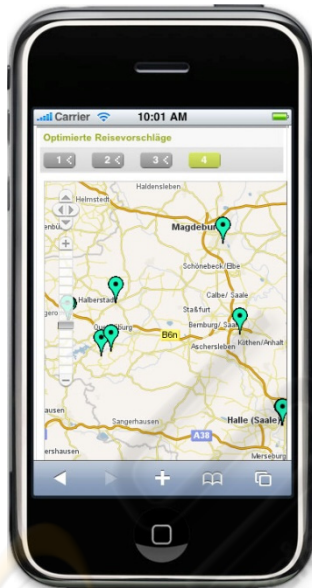 Carrier 10:01 AM
Optimierte Reisevorschläge
1 < 2 < 3 < 4
Haldensleben
Helmstedt
Magdeburg
Schönebeck/Elbe
Halberstadt
Calbe/ Saale
Staßfurt
Bernburg/ Saale
B6n
Köthen/Anhalt
Aschersleben
Sangerhausen
Halle (Saale)
A38
Merseburg